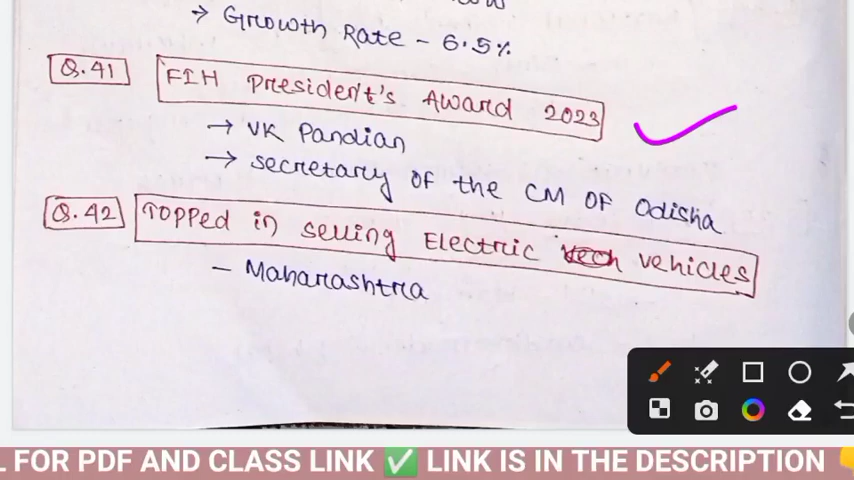 → Growth Rate - 6.5%
Q.41 FIH President's Award 2023
→ VK Pandian
→ secretary of the CM OF Odisha
Q.42 Topped in selling Electric vehicles
- Maharashtra
L FOR PDF AND CLASS LINK ✅ LINK IS IN THE DESCRIPTION 👇